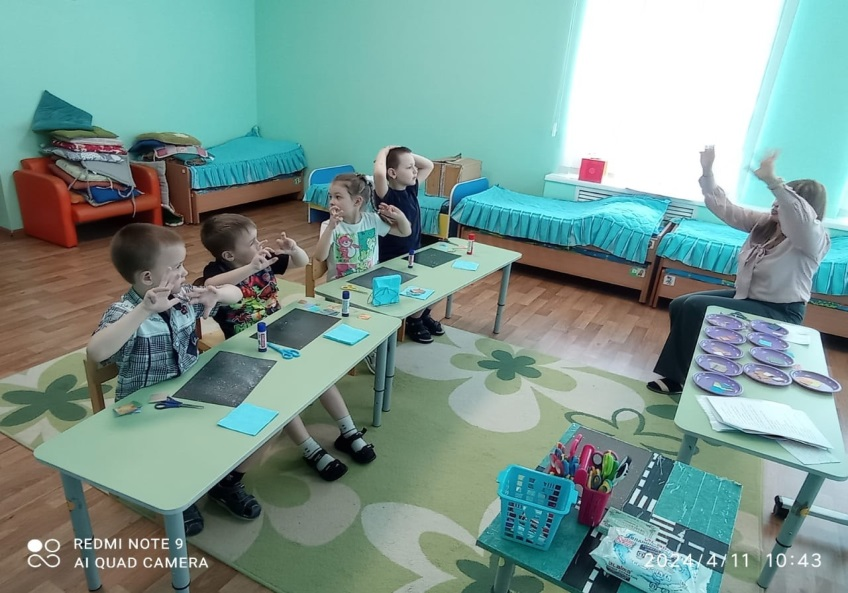 REDMI NOTE 9
AI QUAD CAMERA
2024/4/11 10:43